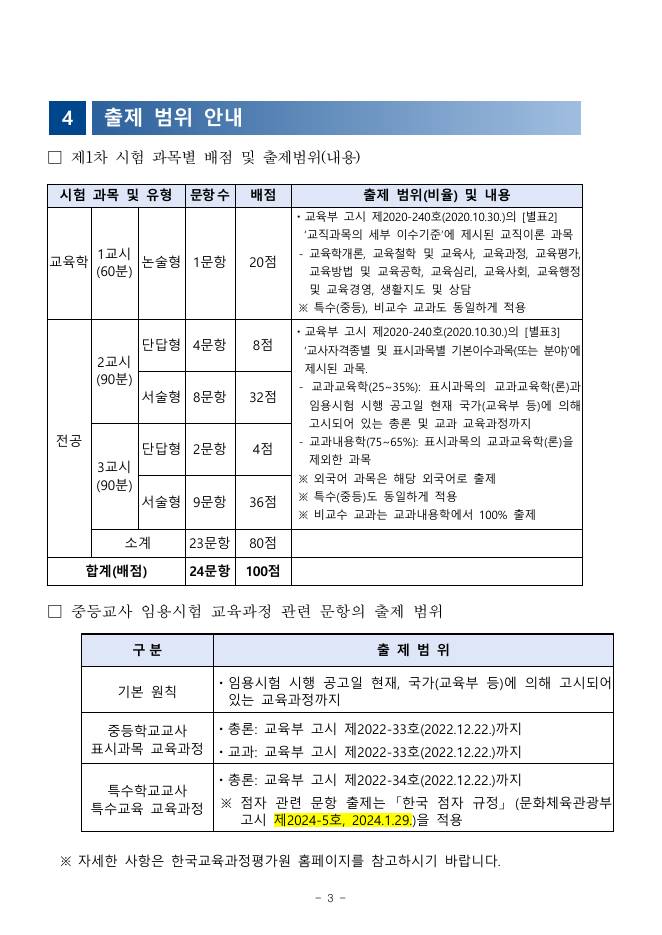 4 출제 범위 안내
□ 제1차 시험 과목별 배점 및 출제범위(내용)
시험 과목 및 유형 문항수 배점 출제 범위(비율) 및 내용
교육학 1교시 (60분) 논술형 1문항 20점
・교육부 고시 제2020-240호(2020.10.30.)의 [별표2]
'교직과목의 세부 이수기준'에 제시된 교직이론 과목
- 교육학개론, 교육철학 및 교육사, 교육과정, 교육평가,
교육방법 및 교육공학, 교육심리, 교육사회, 교육행정
및 교육경영, 생활지도 및 상담
※ 특수(중등), 비교수 교과도 동일하게 적용
전공
2교시 (90분)
단답형 4문항 8점
서술형 8문항 32점
3교시 (90분)
단답형 2문항 4점
서술형 9문항 36점
・교육부 고시 제2020-240호(2020.10.30.)의 [별표3]
'교사자격종별 및 표시과목별 기본이수과목(또는 분야)'에
제시된 과목.
- 교과교육학(25~35%): 표시과목의 교과교육학(론)과
임용시험 시행 공고일 현재 국가(교육부 등)에 의해
고시되어 있는 총론 및 교과 교육과정까지
- 교과내용학(75~65%): 표시과목의 교과교육학(론)을
제외한 과목
※ 외국어 과목은 해당 외국어로 출제
※ 특수(중등)도 동일하게 적용
※ 비교수 교과는 교과내용학에서 100% 출제
소계 23문항 80점
합계(배점) 24문항 100점
□ 중등교사 임용시험 교육과정 관련 문항의 출제 범위
구 분 출 제 범 위
기본 원칙
・임용시험 시행 공고일 현재, 국가(교육부 등)에 의해 고시되어
있는 교육과정까지
중등학교교사
표시과목 교육과정
・총론: 교육부 고시 제2022-33호(2022.12.22.)까지
・교과: 교육부 고시 제2022-33호(2022.12.22.)까지
특수학교교사
특수교육 교육과정
・총론: 교육부 고시 제2022-34호(2022.12.22.)까지
※ 점자 관련 문항 출제는 「한국 점자 규정」(문화체육관광부
고시 제2024-5호, 2024.1.29.)을 적용
※ 자세한 사항은 한국교육과정평가원 홈페이지를 참고하시기 바랍니다.
- 3 -